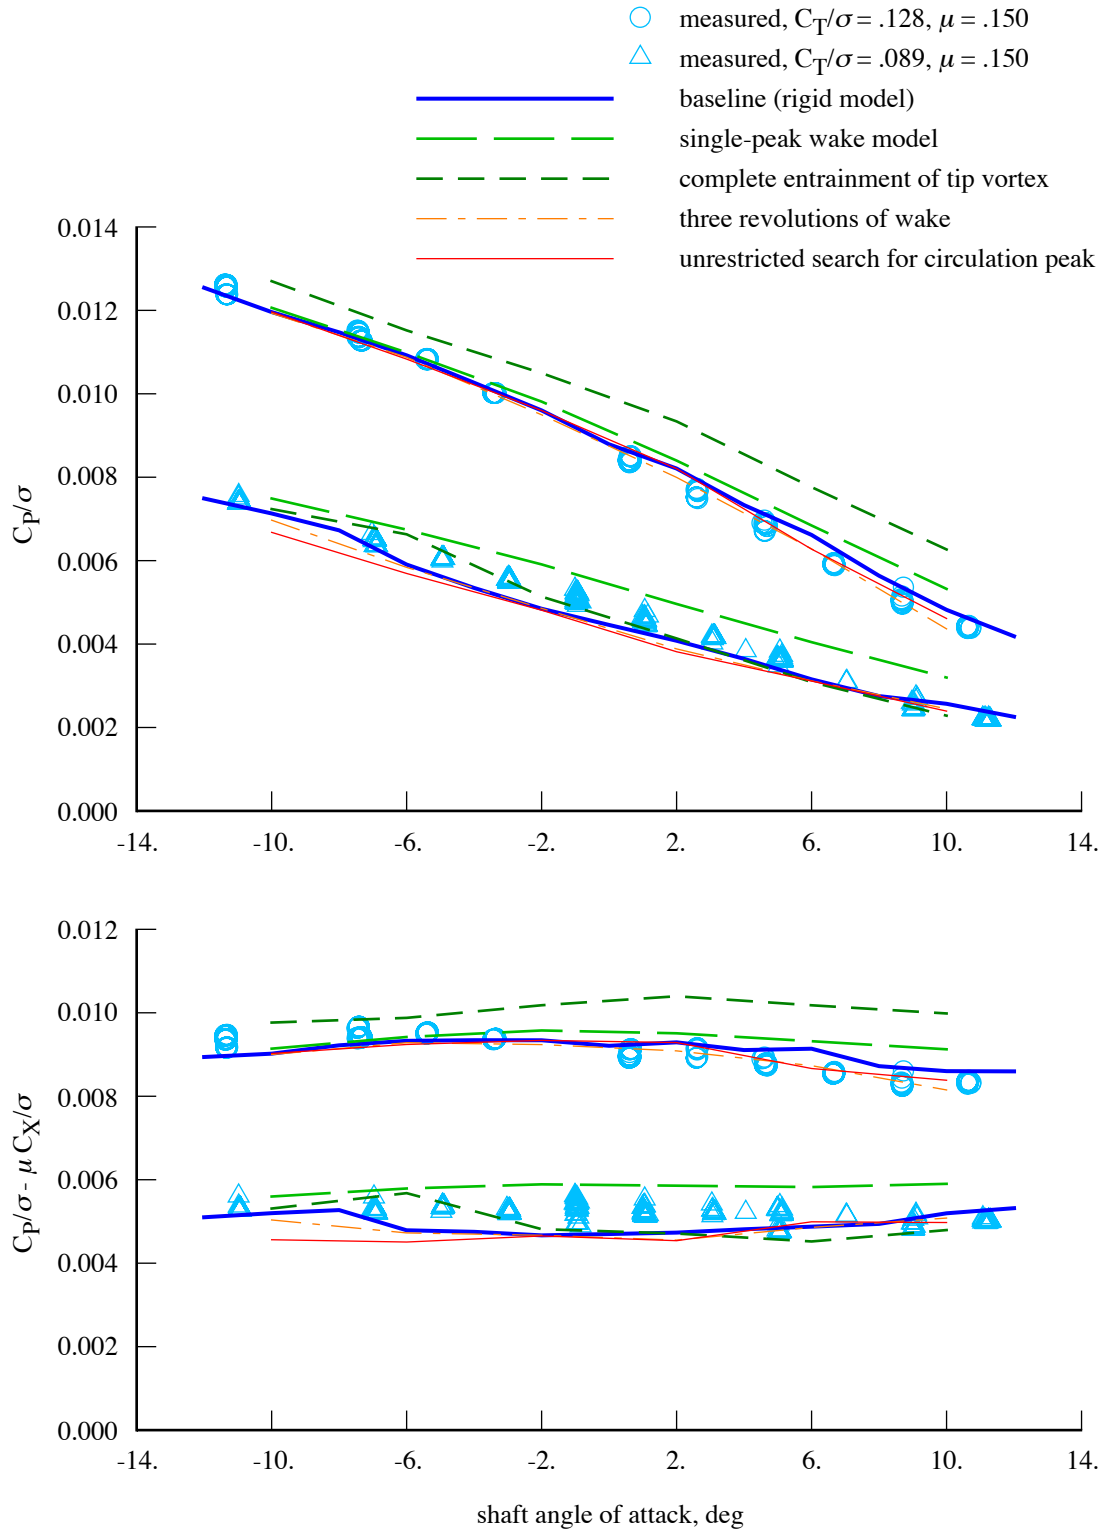 measured, C_T/σ = .128, μ = .150
measured, C_T/σ = .089, μ = .150
baseline (rigid model)
single-peak wake model
complete entrainment of tip vortex
three revolutions of wake
unrestricted search for circulation peak
0.014
0.012
0.010
0.008
0.006
0.004
0.002
0.000
C_P/σ
-14. -10. -6. -2. 2. 6. 10. 14.
0.012
0.010
0.008
0.006
0.004
0.002
0.000
C_P/σ - μ C_X/σ
-14. -10. -6. -2. 2. 6. 10. 14.
shaft angle of attack, deg